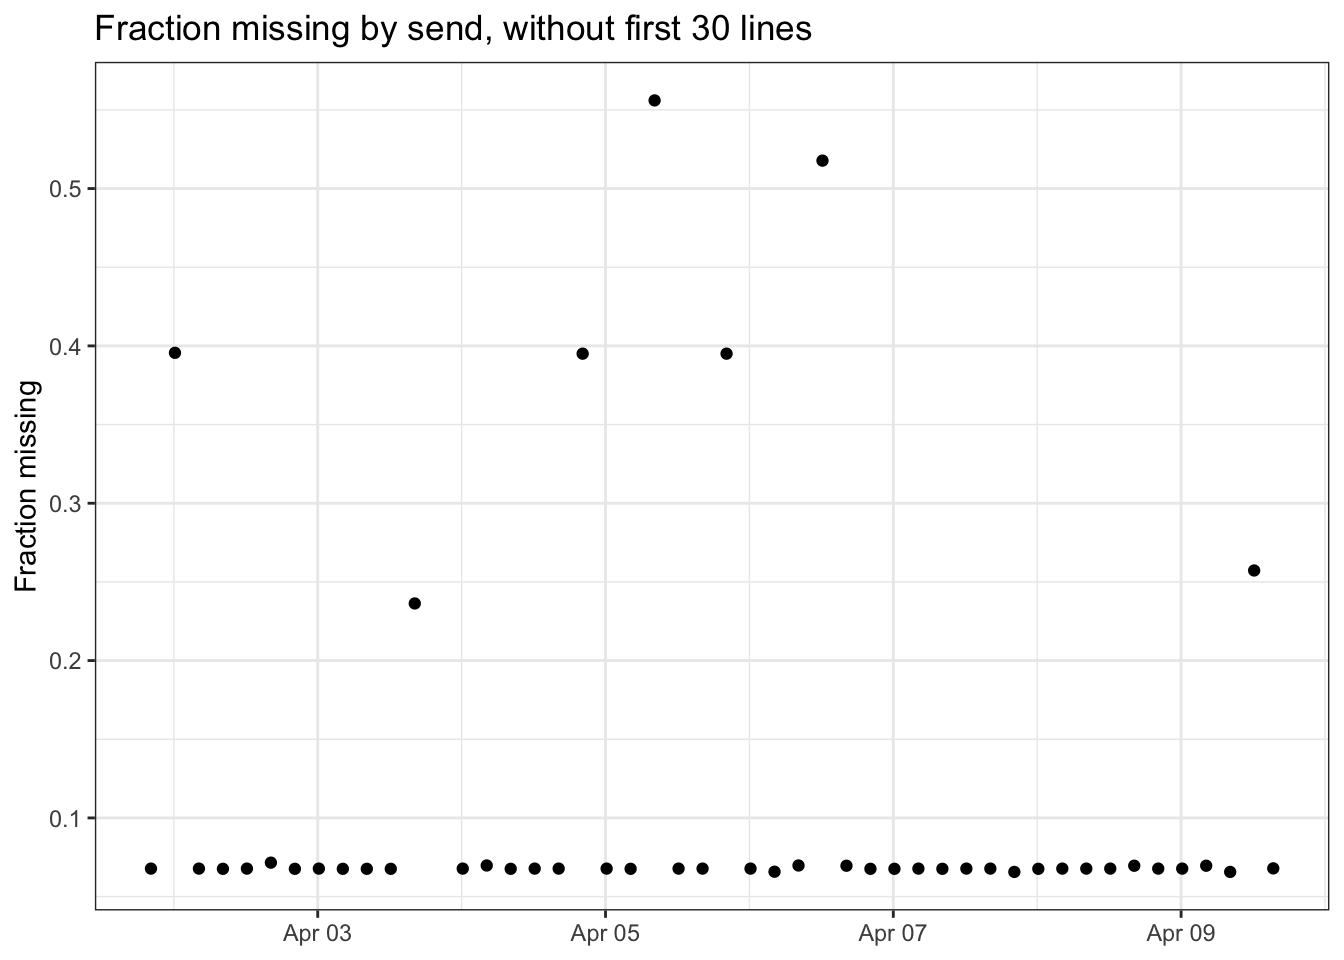 Fraction missing by send, without first 30 lines
Fraction missing
0.5
0.4
0.3
0.2
0.1
Apr 03
Apr 05
Apr 07
Apr 09